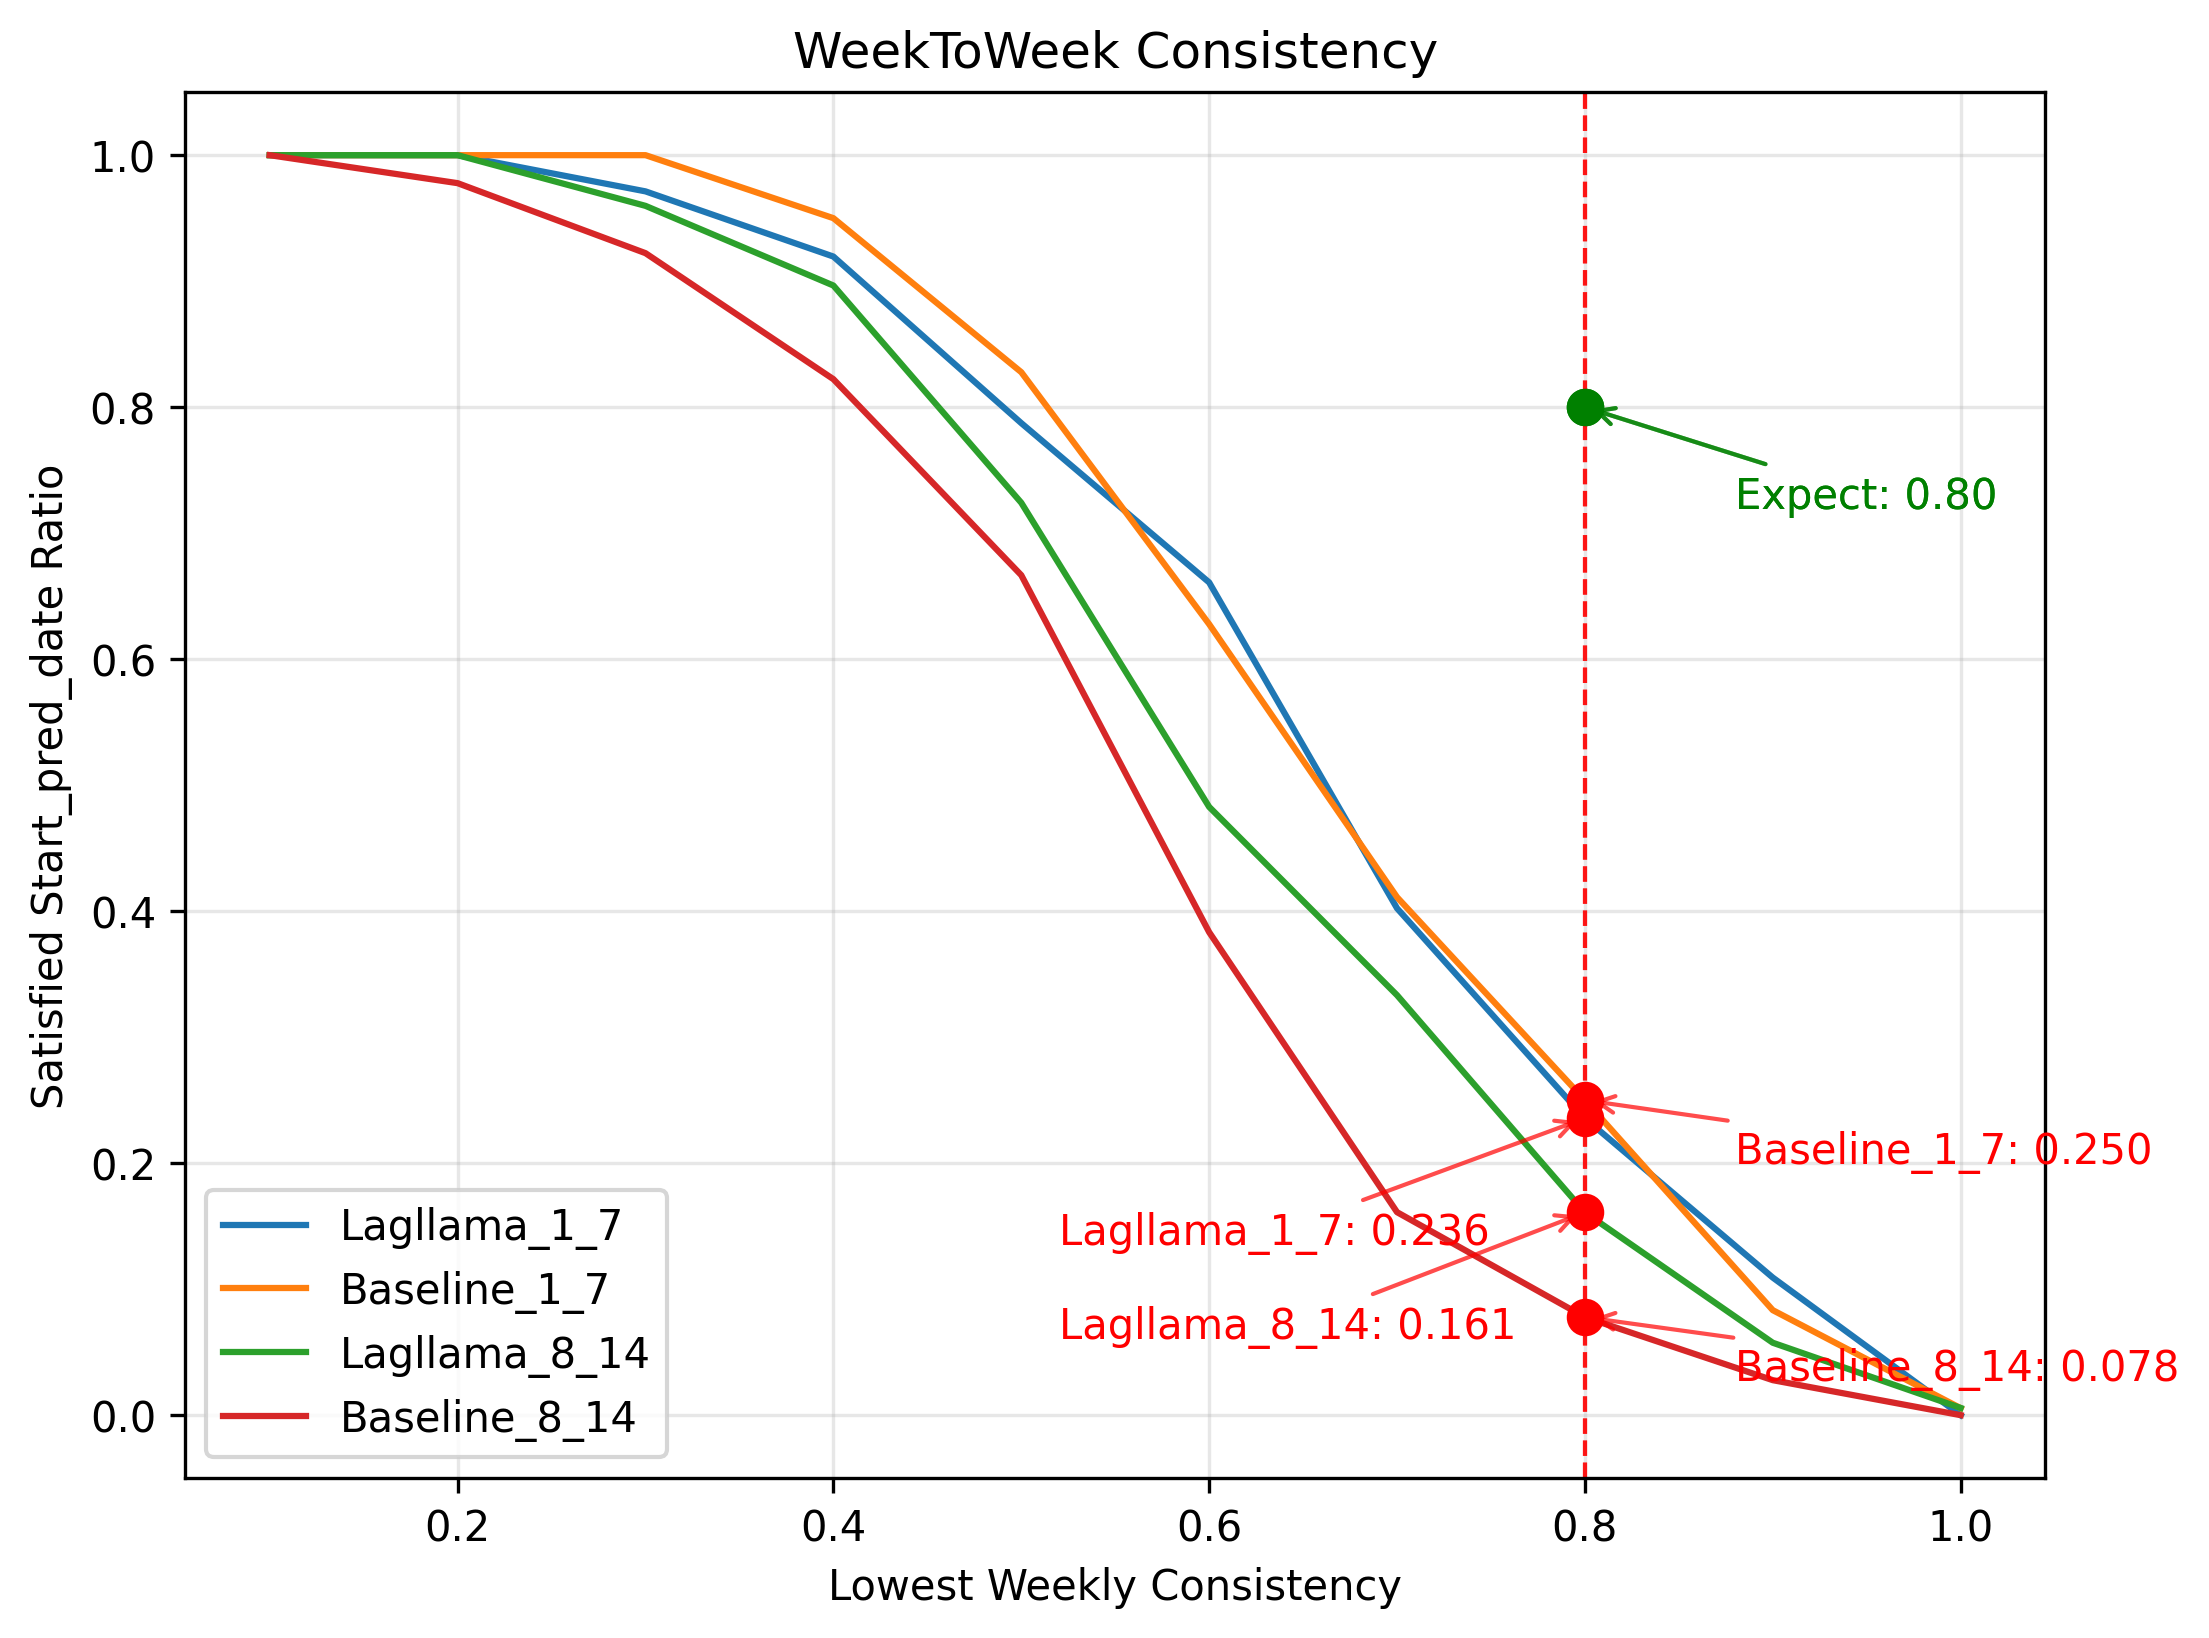 WeekToWeek Consistency
Satisfied Start_pred_date Ratio
1.0
0.8
0.6
0.4
0.2
0.0
Expect: 0.80
Baseline_1_7: 0.250
Lagllama_1_7: 0.236
Lagllama_8_14: 0.161
Baseline_8_14: 0.078
Lagllama_1_7
Baseline_1_7
Lagllama_8_14
Baseline_8_14
0.2
0.4
0.6
0.8
1.0
Lowest Weekly Consistency